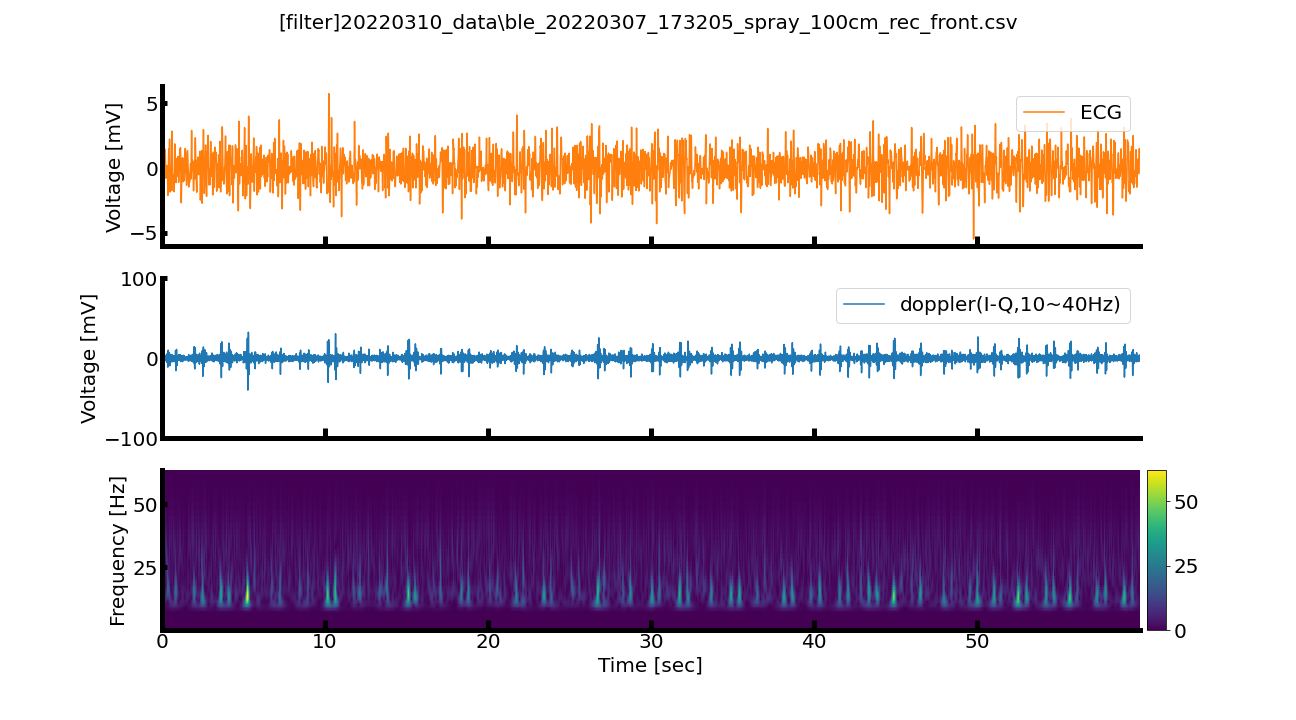 [filter]20220310_data\ble_20220307_173205_spray_100cm_rec_front.csv
Voltage [mV]
5
0
−5
ECG
Voltage [mV]
100
0
−100
doppler(I-Q,10~40Hz)
Frequency [Hz]
50
25
50
25
0
0 10 20 30 40 50
Time [sec]